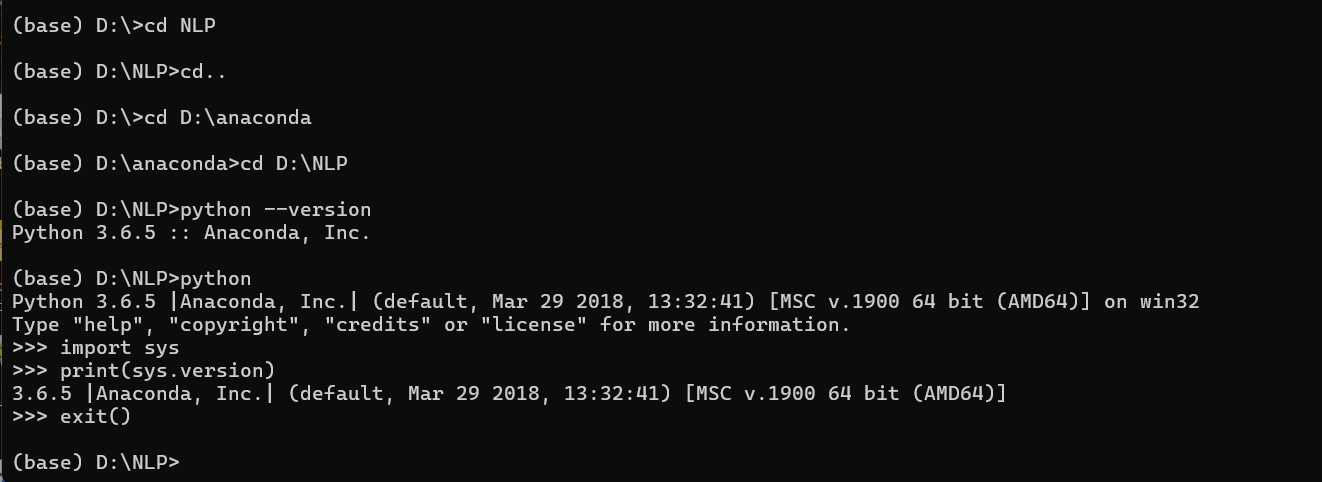 (base) D:\>cd NLP
(base) D:\NLP>cd..
(base) D:\>cd D:\anaconda
(base) D:\anaconda>cd D:\NLP
(base) D:\NLP>python --version
Python 3.6.5 :: Anaconda, Inc.
(base) D:\NLP>python
Python 3.6.5 |Anaconda, Inc.| (default, Mar 29 2018, 13:32:41) [MSC v.1900 64 bit (AMD64)] on win32
Type "help", "copyright", "credits" or "license" for more information.
>>> import sys
>>> print(sys.version)
3.6.5 |Anaconda, Inc.| (default, Mar 29 2018, 13:32:41) [MSC v.1900 64 bit (AMD64)]
>>> exit()
(base) D:\NLP>